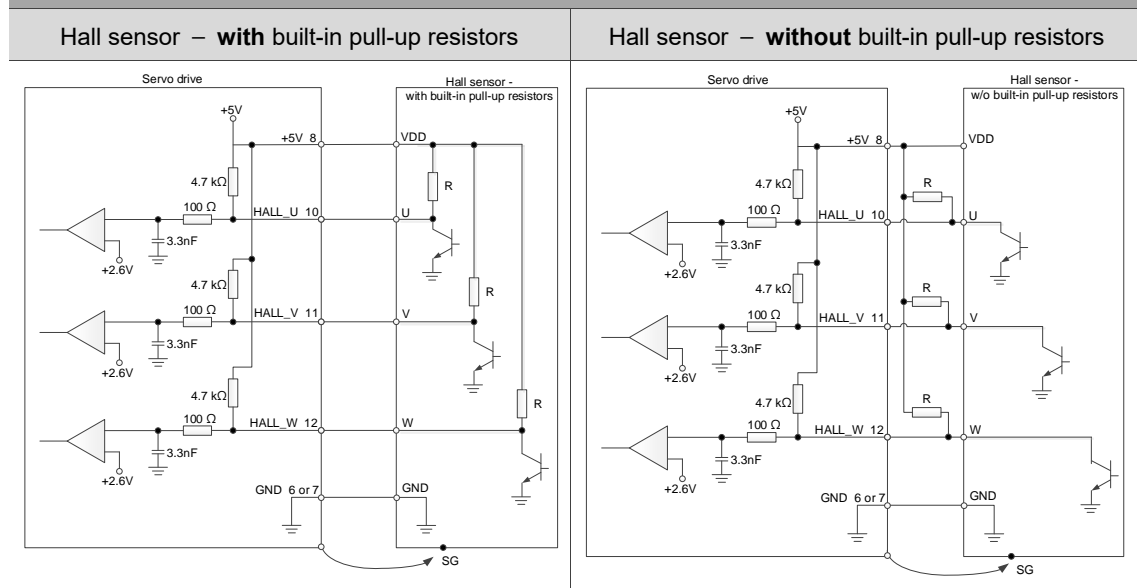 Hall sensor – with built-in pull-up resistors
Hall sensor – without built-in pull-up resistors
Servo drive
Hall sensor -
with built-in pull-up resistors
+5V
+5V 8
VDD
R
4.7 kΩ
100 Ω
HALL_U 10
U
3.3nF
+2.6V
4.7 kΩ
R
100 Ω
HALL_V 11
V
3.3nF
+2.6V
4.7 kΩ
R
100 Ω
HALL_W 12
W
3.3nF
+2.6V
GND 6 or 7
GND
SG
Servo drive
Hall sensor -
w/o built-in pull-up resistors
+5V
+5V 8
VDD
4.7 kΩ
R
100 Ω
HALL_U 10
U
3.3nF
+2.6V
4.7 kΩ
R
100 Ω
HALL_V 11
V
3.3nF
+2.6V
4.7 kΩ
R
100 Ω
HALL_W 12
W
3.3nF
+2.6V
GND 6 or 7
GND
SG